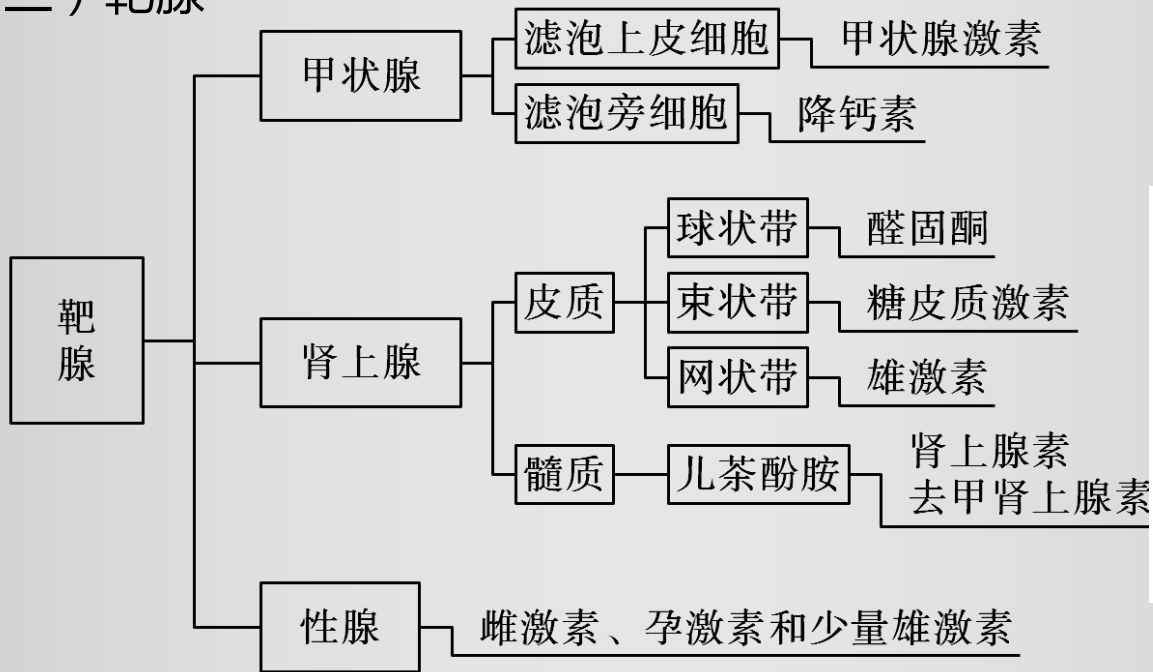 ）靶腺
甲状腺
滤泡上皮细胞
甲状腺激素
滤泡旁细胞
降钙素
靶
腺
肾上腺
皮质
球状带
醛固酮
束状带
糖皮质激素
网状带
雄激素
髓质
儿茶酚胺
肾上腺素
去甲肾上腺素
性腺
雌激素、孕激素和少量雄激素